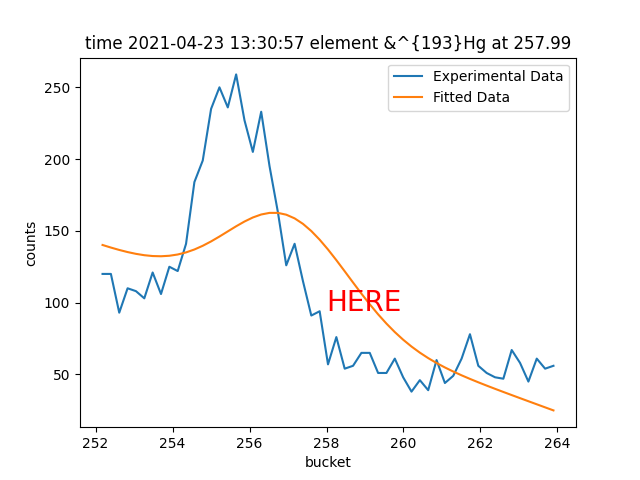 time 2021-04-23 13:30:57 element &^{193}Hg at 257.99
Experimental Data
Fitted Data
HERE
counts
250
200
150
100
50
252 254 256 258 260 262 264
bucket